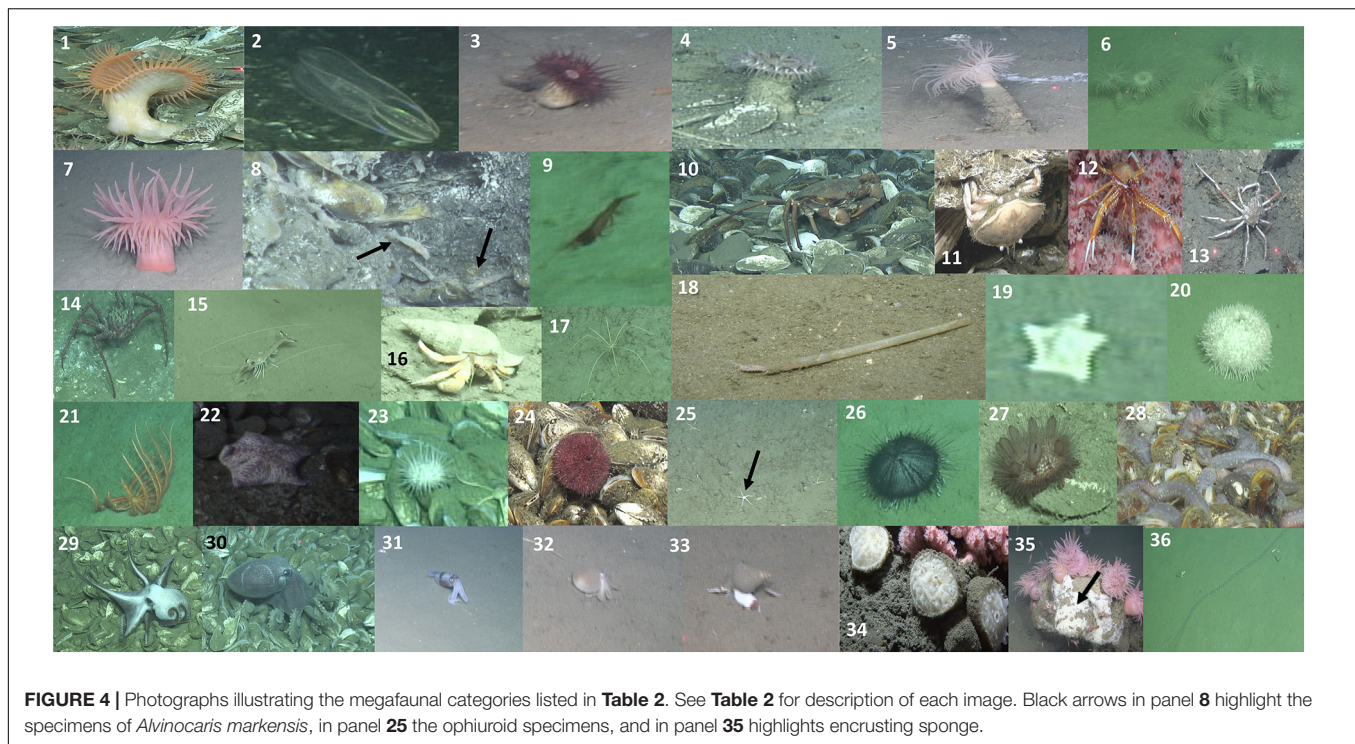 1 2 3 4 5 6
7 8 9 10 11 12 13
14 15 16 17 18 19 20
21 22 23 24 25 26 27 28
29 30 31 32 33 34 35 36
FIGURE 4 | Photographs illustrating the megafaunal categories listed in Table 2. See Table 2 for description of each image. Black arrows in panel 8 highlight the
specimens of Alvinocaris markensis, in panel 25 the ophiuroid specimens, and in panel 35 highlights encrusting sponge.